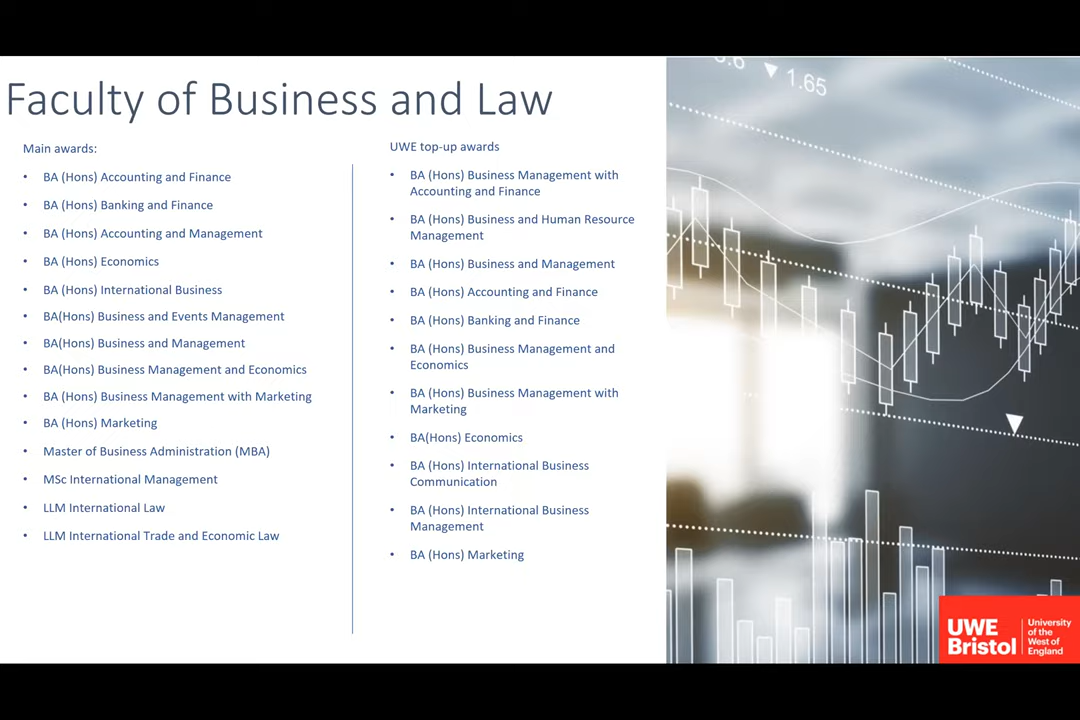 Faculty of Business and Law
Main awards:
• BA (Hons) Accounting and Finance
• BA (Hons) Banking and Finance
• BA (Hons) Accounting and Management
• BA (Hons) Economics
• BA (Hons) International Business
• BA(Hons) Business and Events Management
• BA(Hons) Business and Management
• BA(Hons) Business Management and Economics
• BA (Hons) Business Management with Marketing
• BA (Hons) Marketing
• Master of Business Administration (MBA)
• MSc International Management
• LLM International Law
• LLM International Trade and Economic Law
UWE top-up awards
• BA (Hons) Business Management with
Accounting and Finance
• BA (Hons) Business and Human Resource
Management
• BA (Hons) Business and Management
• BA (Hons) Accounting and Finance
• BA (Hons) Banking and Finance
• BA (Hons) Business Management and
Economics
• BA (Hons) Business Management with
Marketing
• BA(Hons) Economics
• BA (Hons) International Business
Communication
• BA (Hons) International Business
Management
• BA (Hons) Marketing
▼ 1.65
UWE
Bristol
University
of the
West of
England